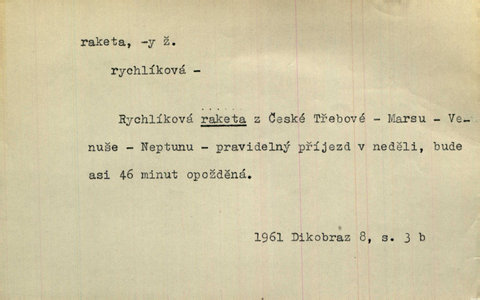 raketa, -y ž.
rychlíková -
Rychlíková raketa z České Třebové - Marsu - Ve-
nuše - Neptunu - pravidelný příjezd v neděli, bude
asi 46 minut opožděná.
1961 Dikobraz 8, s. 3 b